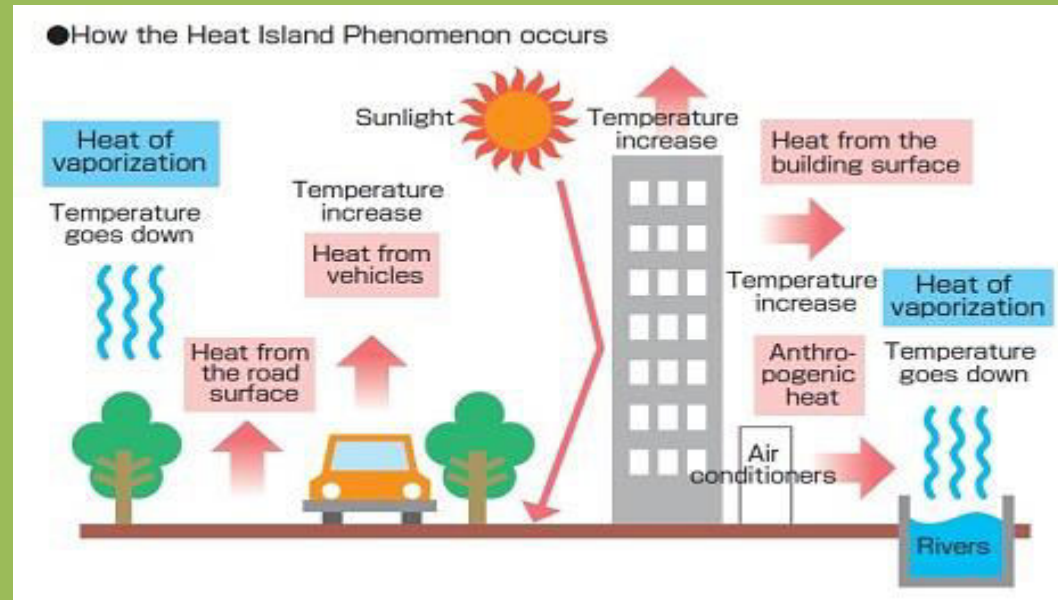 ●How the Heat Island Phenomenon occurs
Heat of
vaporization
Temperature
goes down
Heat from
the road
surface
Temperature
increase
Heat from
vehicles
Sunlight
Temperature
increase
Heat from the
building surface
Temperature
increase
Anthro-
pogenic
heat
Air
conditioners
Heat of
vaporization
Temperature
goes down
Rivers